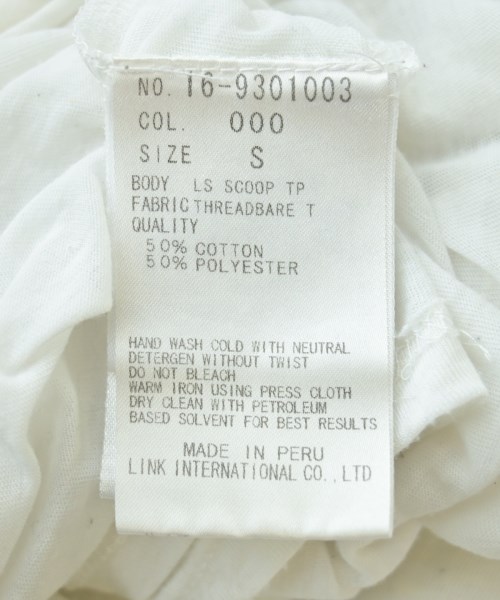 NO. 16-9301003
COL. 000
SIZE S
BODY LS SCOOP TP
FABRIC THREADBARE T
QUALITY
50% COTTON
50% POLYESTER
HAND WASH COLD WITH NEUTRAL
DETERGEN WITHOUT TWIST
DO NOT BLEACH
WARM IRON USING PRESS CLOTH
DRY CLEAN WITH PETROLEUM
BASED SOLVENT FOR BEST RESULTS
MADE IN PERU
LINK INTERNATIONAL CO.,LTD